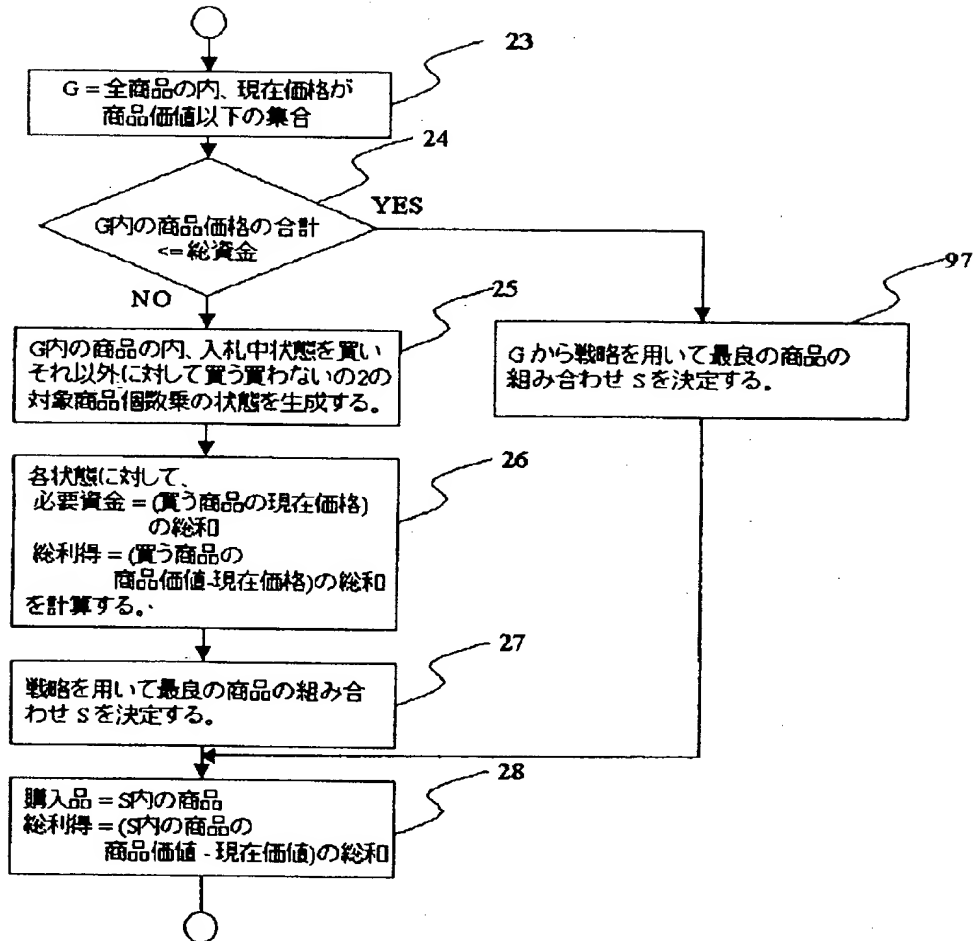 23
G = 全商品の内、現在価格が
商品価値以下の集合
24
G内の商品価格の合計
<= 総資金
YES
NO
97
Gから戦略を用いて最良の商品の
組み合わせ Sを決定する。
25
G内の商品の内、入札中状態を買い
それ以外に対して買う買わないの2の
対象商品個数乗の状態を生成する。
26
各状態に対して、
必要資金 = (買う商品の現在価格)
の総和
総利得 = (買う商品の
商品価値-現在価格)の総和
を計算する。
27
戦略を用いて最良の商品の組み合
わせ Sを決定する。
28
購入品 = S内の商品
総利得 = (S内の商品の
商品価値 - 現在価値)の総和